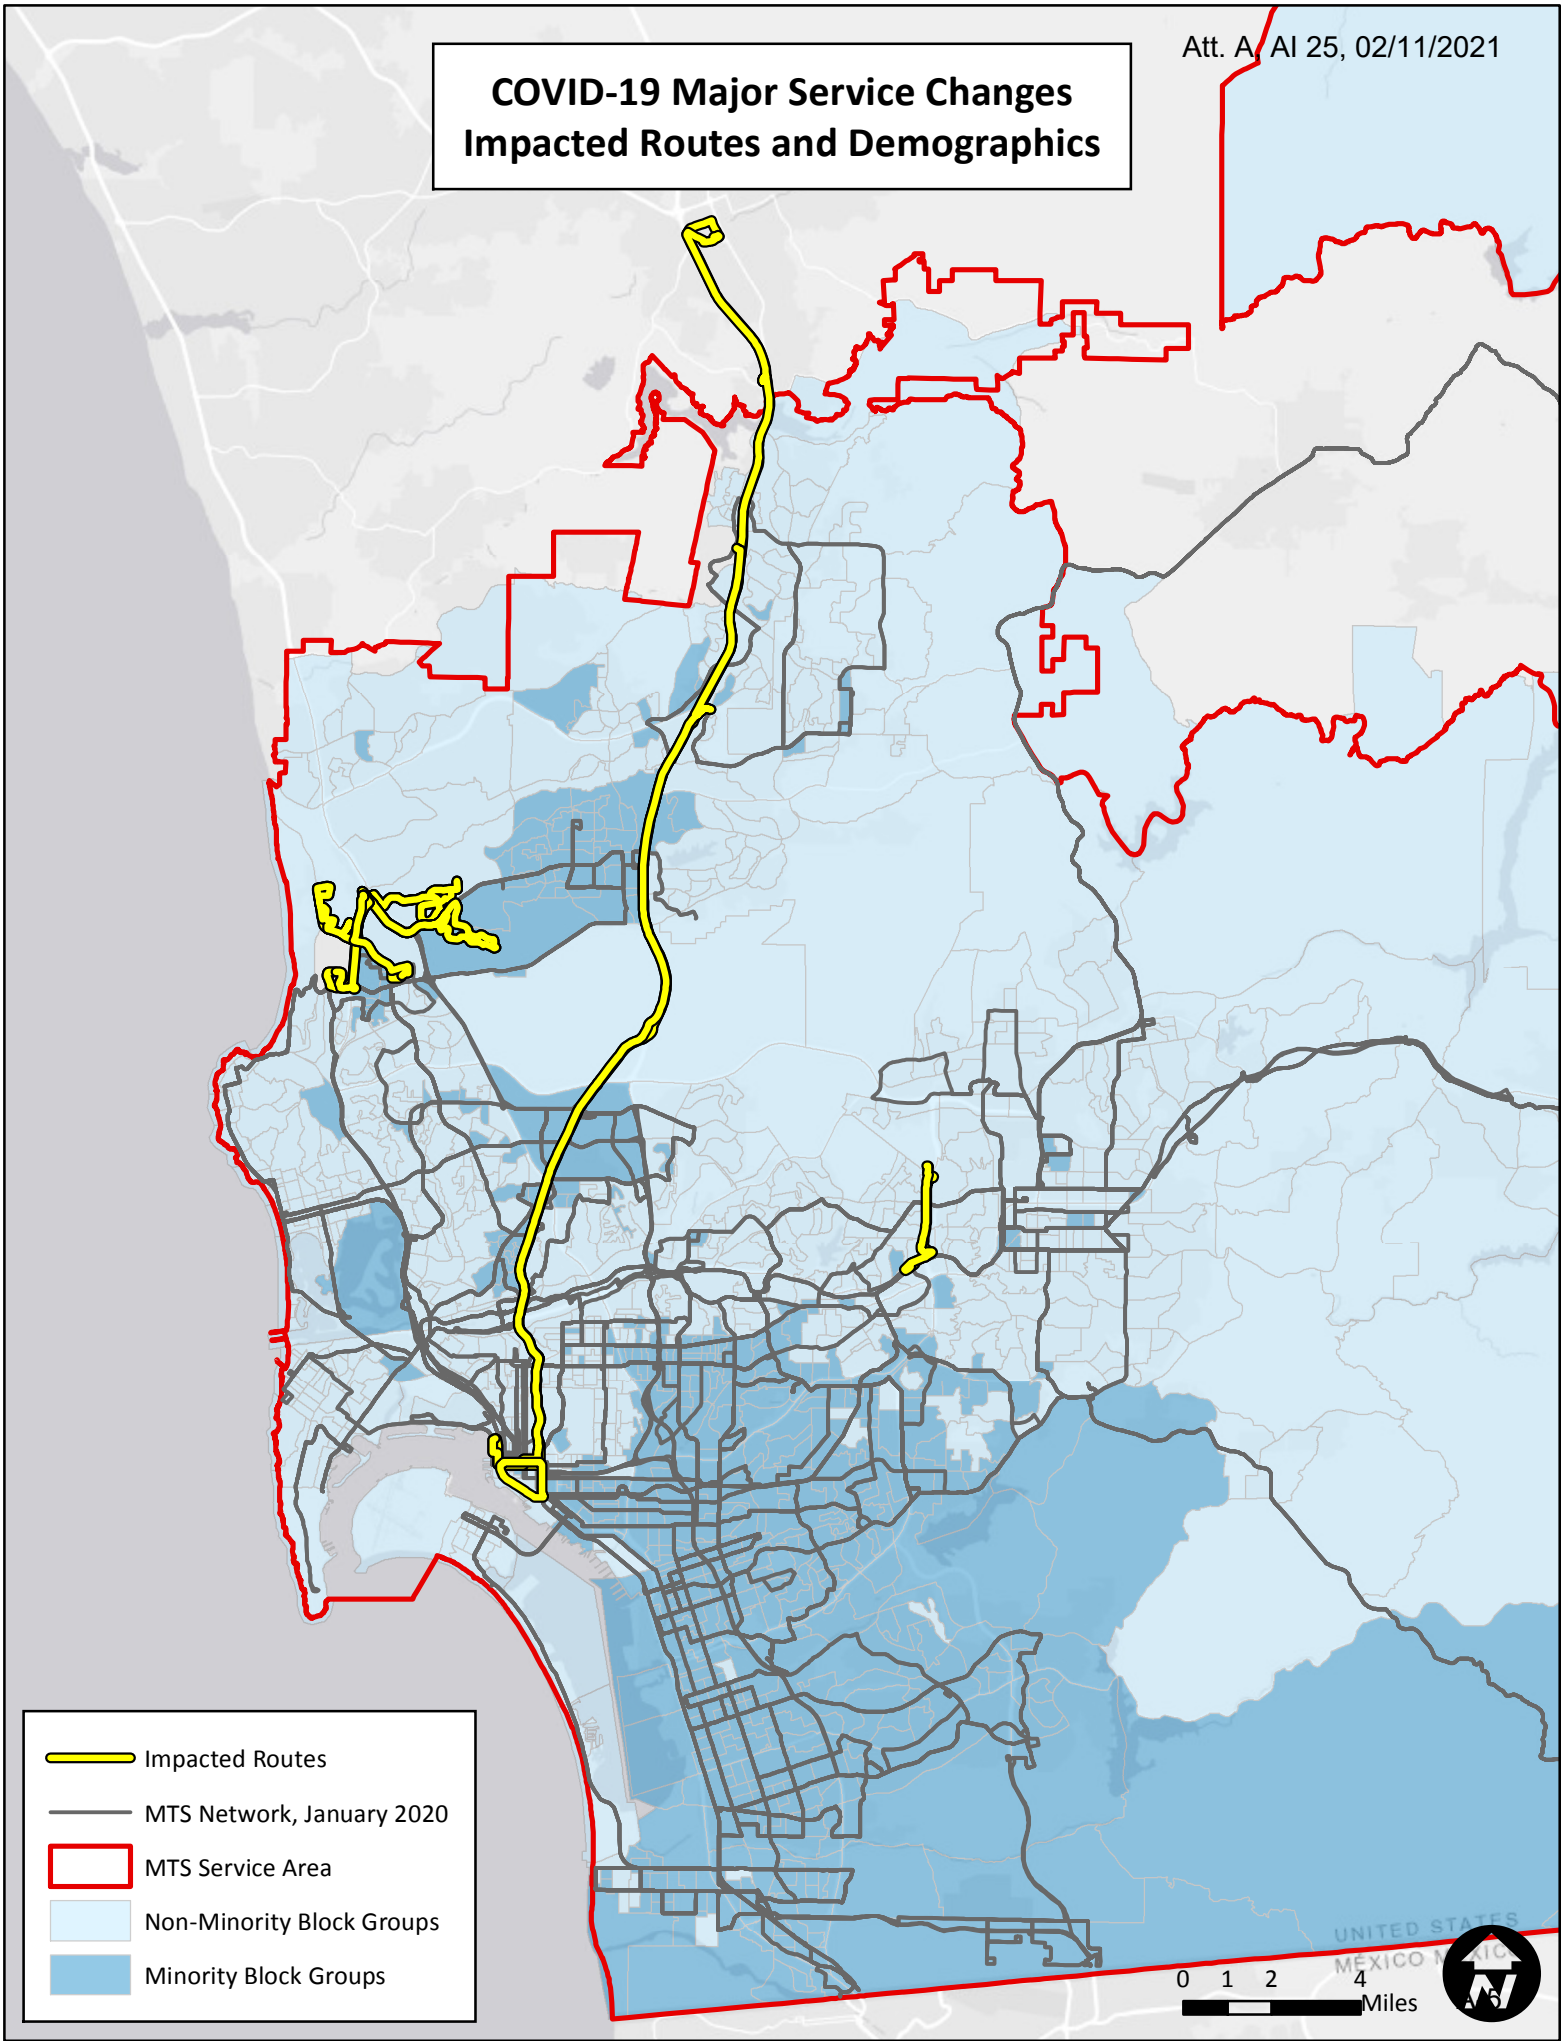 Att. A, AI 25, 02/11/2021
COVID-19 Major Service Changes
Impacted Routes and Demographics
Impacted Routes
MTS Network, January 2020
MTS Service Area
Non-Minority Block Groups
Minority Block Groups
UNITED STATES
MÉXICO MEXICO
0 1 2 4
Miles
N
A-5